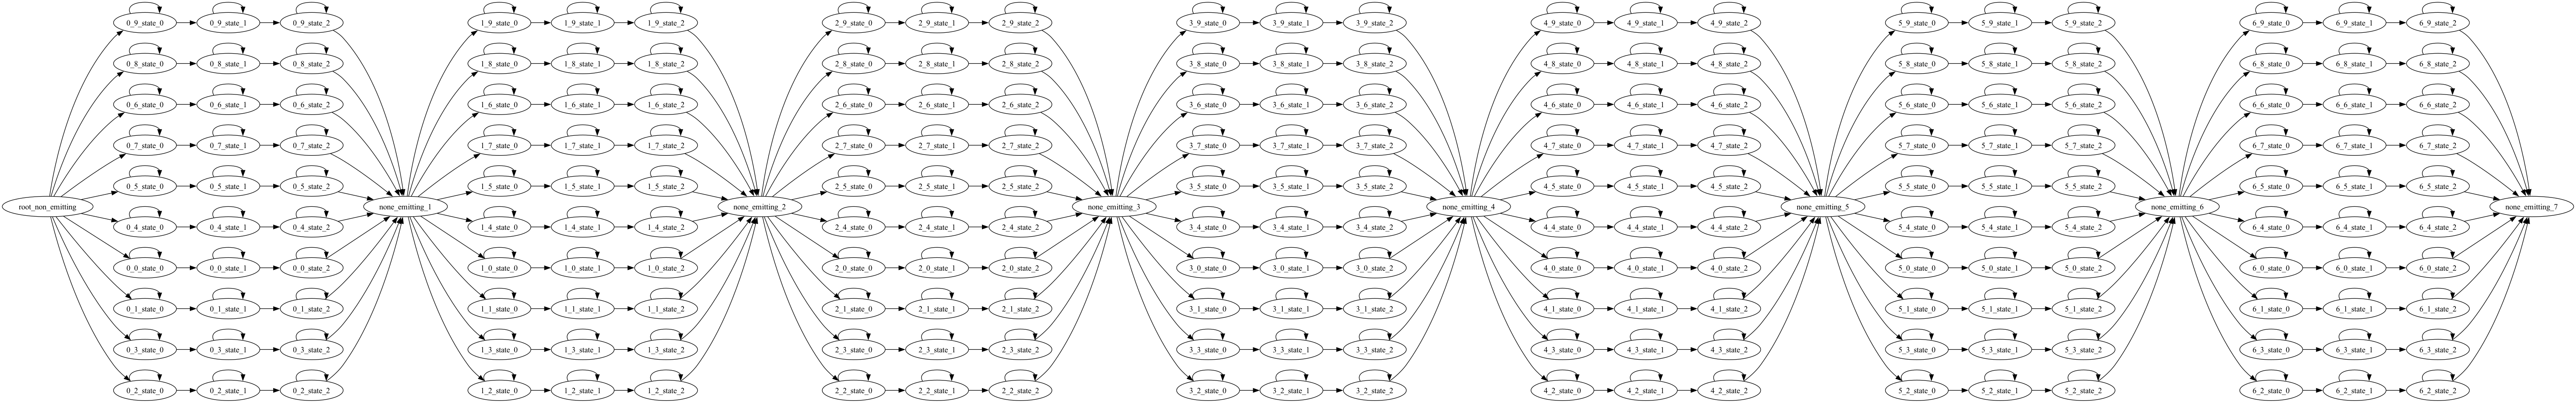 0_9_state_0 0_9_state_1 0_9_state_2 1_9_state_0 1_9_state_1 1_9_state_2 2_9_state_0 2_9_state_1 2_9_state_2 3_9_state_0 3_9_state_1 3_9_state_2 4_9_state_0 4_9_state_1 4_9_state_2 5_9_state_0 5_9_state_1 5_9_state_2 6_9_state_0 6_9_state_1 6_9_state_2
0_8_state_0 0_8_state_1 0_8_state_2 1_8_state_0 1_8_state_1 1_8_state_2 2_8_state_0 2_8_state_1 2_8_state_2 3_8_state_0 3_8_state_1 3_8_state_2 4_8_state_0 4_8_state_1 4_8_state_2 5_8_state_0 5_8_state_1 5_8_state_2 6_8_state_0 6_8_state_1 6_8_state_2
0_6_state_0 0_6_state_1 0_6_state_2 1_6_state_0 1_6_state_1 1_6_state_2 2_6_state_0 2_6_state_1 2_6_state_2 3_6_state_0 3_6_state_1 3_6_state_2 4_6_state_0 4_6_state_1 4_6_state_2 5_6_state_0 5_6_state_1 5_6_state_2 6_6_state_0 6_6_state_1 6_6_state_2
0_7_state_0 0_7_state_1 0_7_state_2 1_7_state_0 1_7_state_1 1_7_state_2 2_7_state_0 2_7_state_1 2_7_state_2 3_7_state_0 3_7_state_1 3_7_state_2 4_7_state_0 4_7_state_1 4_7_state_2 5_7_state_0 5_7_state_1 5_7_state_2 6_7_state_0 6_7_state_1 6_7_state_2
0_5_state_0 0_5_state_1 0_5_state_2 1_5_state_0 1_5_state_1 1_5_state_2 2_5_state_0 2_5_state_1 2_5_state_2 3_5_state_0 3_5_state_1 3_5_state_2 4_5_state_0 4_5_state_1 4_5_state_2 5_5_state_0 5_5_state_1 5_5_state_2 6_5_state_0 6_5_state_1 6_5_state_2
root_non_emitting none_emitting_1 none_emitting_2 none_emitting_3 none_emitting_4 none_emitting_5 none_emitting_6 none_emitting_7
0_4_state_0 0_4_state_1 0_4_state_2 1_4_state_0 1_4_state_1 1_4_state_2 2_4_state_0 2_4_state_1 2_4_state_2 3_4_state_0 3_4_state_1 3_4_state_2 4_4_state_0 4_4_state_1 4_4_state_2 5_4_state_0 5_4_state_1 5_4_state_2 6_4_state_0 6_4_state_1 6_4_state_2
0_0_state_0 0_0_state_1 0_0_state_2 1_0_state_0 1_0_state_1 1_0_state_2 2_0_state_0 2_0_state_1 2_0_state_2 3_0_state_0 3_0_state_1 3_0_state_2 4_0_state_0 4_0_state_1 4_0_state_2 5_0_state_0 5_0_state_1 5_0_state_2 6_0_state_0 6_0_state_1 6_0_state_2
0_1_state_0 0_1_state_1 0_1_state_2 1_1_state_0 1_1_state_1 1_1_state_2 2_1_state_0 2_1_state_1 2_1_state_2 3_1_state_0 3_1_state_1 3_1_state_2 4_1_state_0 4_1_state_1 4_1_state_2 5_1_state_0 5_1_state_1 5_1_state_2 6_1_state_0 6_1_state_1 6_1_state_2
0_3_state_0 0_3_state_1 0_3_state_2 1_3_state_0 1_3_state_1 1_3_state_2 2_3_state_0 2_3_state_1 2_3_state_2 3_3_state_0 3_3_state_1 3_3_state_2 4_3_state_0 4_3_state_1 4_3_state_2 5_3_state_0 5_3_state_1 5_3_state_2 6_3_state_0 6_3_state_1 6_3_state_2
0_2_state_0 0_2_state_1 0_2_state_2 1_2_state_0 1_2_state_1 1_2_state_2 2_2_state_0 2_2_state_1 2_2_state_2 3_2_state_0 3_2_state_1 3_2_state_2 4_2_state_0 4_2_state_1 4_2_state_2 5_2_state_0 5_2_state_1 5_2_state_2 6_2_state_0 6_2_state_1 6_2_state_2